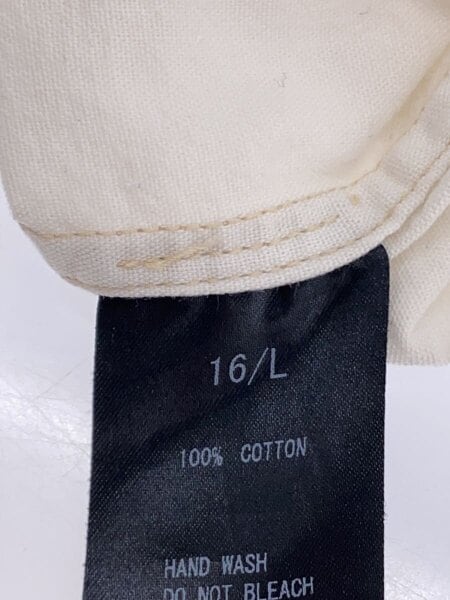 16/L
100% COTTON
HAND WASH
DO NOT BLEACH